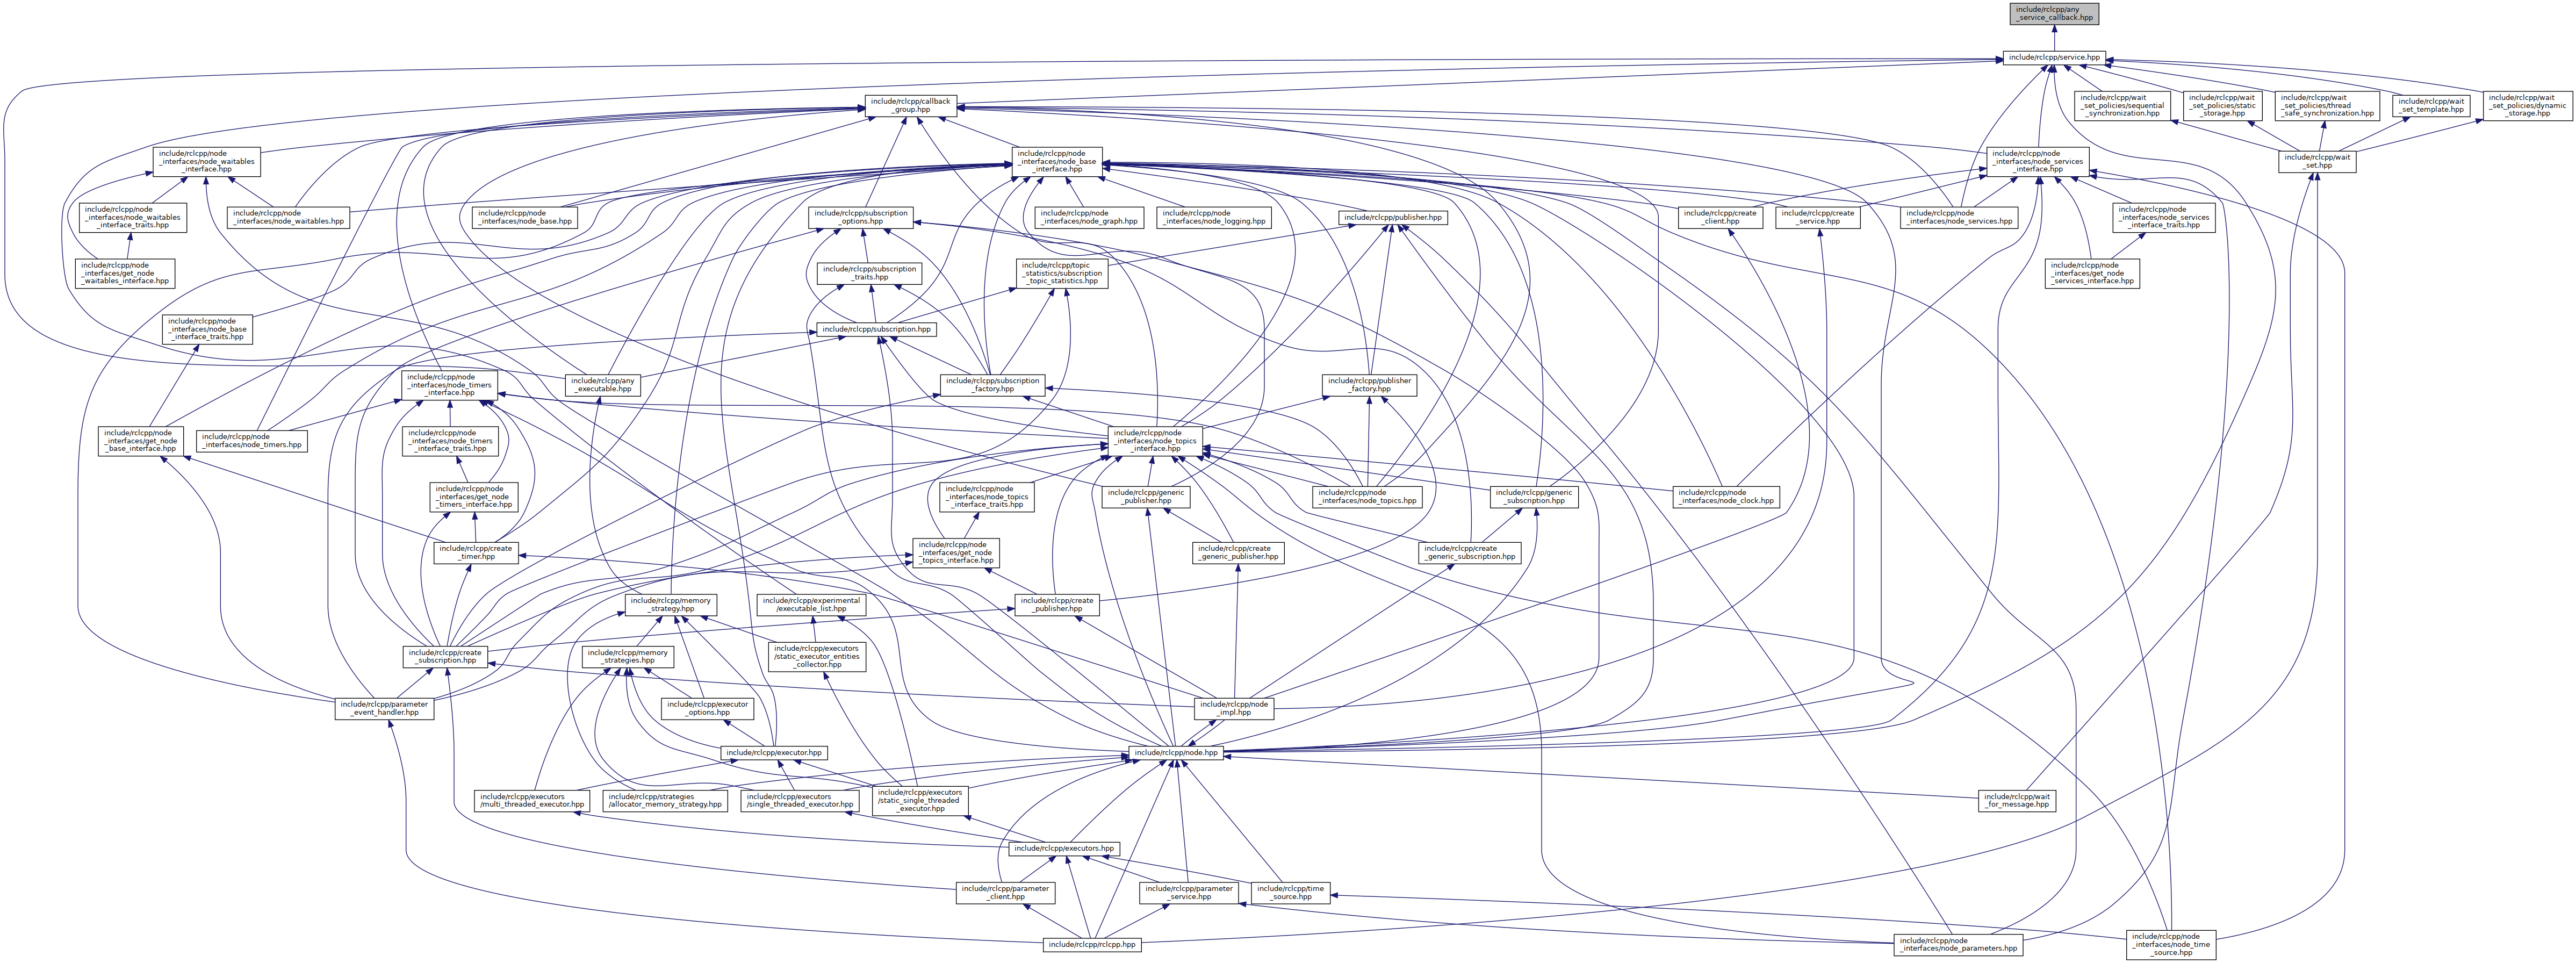 include/rclcpp/any
_service_callback.hpp
include/rclcpp/service.hpp
include/rclcpp/callback
_group.hpp
include/rclcpp/wait
_set_policies/sequential
_synchronization.hpp
include/rclcpp/wait
_set_policies/static
_storage.hpp
include/rclcpp/wait
_set_policies/thread
_safe_synchronization.hpp
include/rclcpp/wait
_set_template.hpp
include/rclcpp/wait
_set_policies/dynamic
_storage.hpp
include/rclcpp/node
_interfaces/node_waitables
_interface.hpp
include/rclcpp/node
_interfaces/node_base
_interface.hpp
include/rclcpp/node
_interfaces/node_services
_interface.hpp
include/rclcpp/wait
_set.hpp
include/rclcpp/node
_interfaces/node_waitables
_interface_traits.hpp
include/rclcpp/node
_interfaces/node_waitables.hpp
include/rclcpp/node
_interfaces/node_base.hpp
include/rclcpp/subscription
_options.hpp
include/rclcpp/node
_interfaces/node_graph.hpp
include/rclcpp/node
_interfaces/node_logging.hpp
include/rclcpp/publisher.hpp
include/rclcpp/create
_client.hpp
include/rclcpp/create
_service.hpp
include/rclcpp/node
_interfaces/node_services.hpp
include/rclcpp/node
_interfaces/node_services
_interface_traits.hpp
include/rclcpp/node
_interfaces/get_node
_waitables_interface.hpp
include/rclcpp/subscription
_traits.hpp
include/rclcpp/topic
_statistics/subscription
_topic_statistics.hpp
include/rclcpp/node
_interfaces/get_node
_services_interface.hpp
include/rclcpp/node
_interfaces/node_base
_interface_traits.hpp
include/rclcpp/subscription.hpp
include/rclcpp/node
_interfaces/node_timers
_interface.hpp
include/rclcpp/any
_executable.hpp
include/rclcpp/subscription
_factory.hpp
include/rclcpp/publisher
_factory.hpp
include/rclcpp/node
_interfaces/get_node
_base_interface.hpp
include/rclcpp/node
_interfaces/node_timers.hpp
include/rclcpp/node
_interfaces/node_timers
_interface_traits.hpp
include/rclcpp/node
_interfaces/node_topics
_interface.hpp
include/rclcpp/node
_interfaces/get_node
_timers_interface.hpp
include/rclcpp/node
_interfaces/node_topics
_interface_traits.hpp
include/rclcpp/generic
_publisher.hpp
include/rclcpp/node
_interfaces/node_topics.hpp
include/rclcpp/generic
_subscription.hpp
include/rclcpp/node
_interfaces/node_clock.hpp
include/rclcpp/create
_timer.hpp
include/rclcpp/node
_interfaces/get_node
_topics_interface.hpp
include/rclcpp/create
_generic_publisher.hpp
include/rclcpp/create
_generic_subscription.hpp
include/rclcpp/memory
_strategy.hpp
include/rclcpp/experimental
/executable_list.hpp
include/rclcpp/create
_publisher.hpp
include/rclcpp/create
_subscription.hpp
include/rclcpp/memory
_strategies.hpp
include/rclcpp/executors
/static_executor_entities
_collector.hpp
include/rclcpp/parameter
_event_handler.hpp
include/rclcpp/executor
_options.hpp
include/rclcpp/node
_impl.hpp
include/rclcpp/executor.hpp
include/rclcpp/node.hpp
include/rclcpp/executors
/multi_threaded_executor.hpp
include/rclcpp/strategies
/allocator_memory_strategy.hpp
include/rclcpp/executors
/single_threaded_executor.hpp
include/rclcpp/executors
/static_single_threaded
_executor.hpp
include/rclcpp/wait
_for_message.hpp
include/rclcpp/executors.hpp
include/rclcpp/parameter
_client.hpp
include/rclcpp/parameter
_service.hpp
include/rclcpp/time
_source.hpp
include/rclcpp/rclcpp.hpp
include/rclcpp/node
_interfaces/node_parameters.hpp
include/rclcpp/node
_interfaces/node_time
_source.hpp